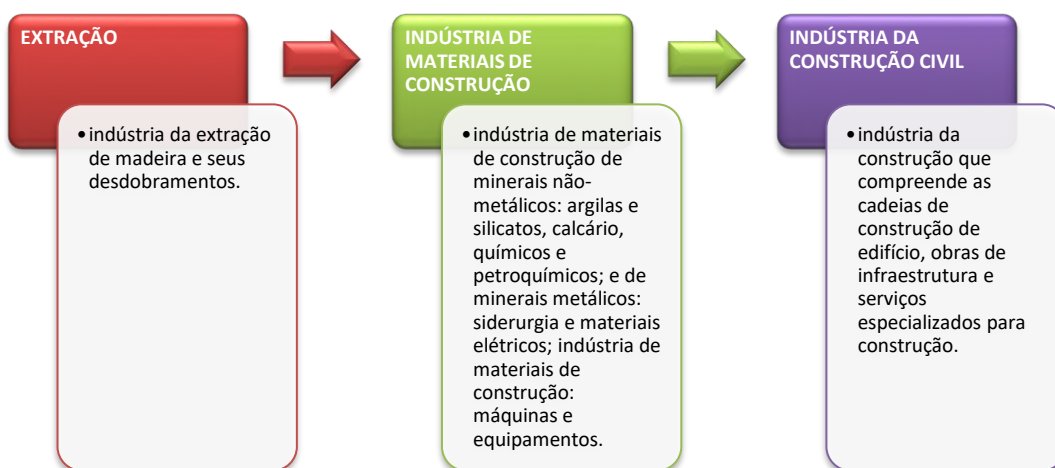 EXTRAÇÃO
•indústria da extração
de madeira e seus
desdobramentos.
INDÚSTRIA DE
MATERIAIS DE
CONSTRUÇÃO
•indústria de materiais
de construção de
minerais não-
metálicos: argilas e
silicatos, calcário,
químicos e
petroquímicos; e de
minerais metálicos:
siderurgia e materiais
elétricos; indústria de
materiais de
construção:
máquinas e
equipamentos.
INDÚSTRIA DA
CONSTRUÇÃO CIVIL
•indústria da
construção que
compreende as
cadeias de
construção de
edifício, obras de
infraestrutura e
serviços
especializados para
construção.